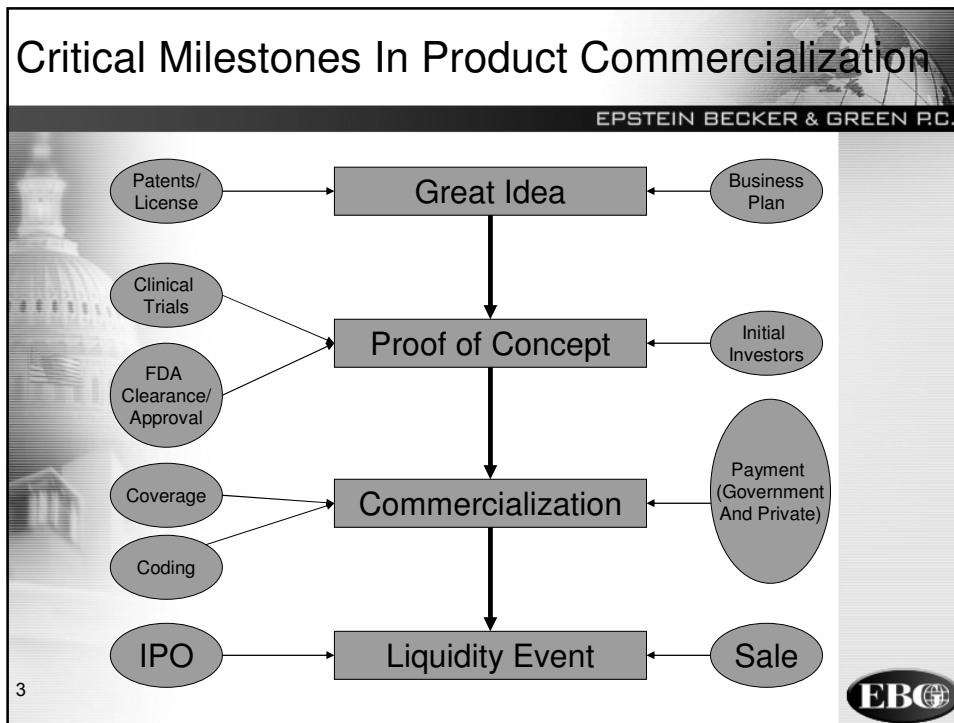 Critical Milestones In Product Commercialization
EPSTEIN BECKER & GREEN P.C.
Patents/
License
Great Idea
Business
Plan
Clinical
Trials
FDA
Clearance/
Approval
Proof of Concept
Initial
Investors
Coverage
Coding
Commercialization
Payment
(Government
And Private)
IPO
Liquidity Event
Sale
3
EBG